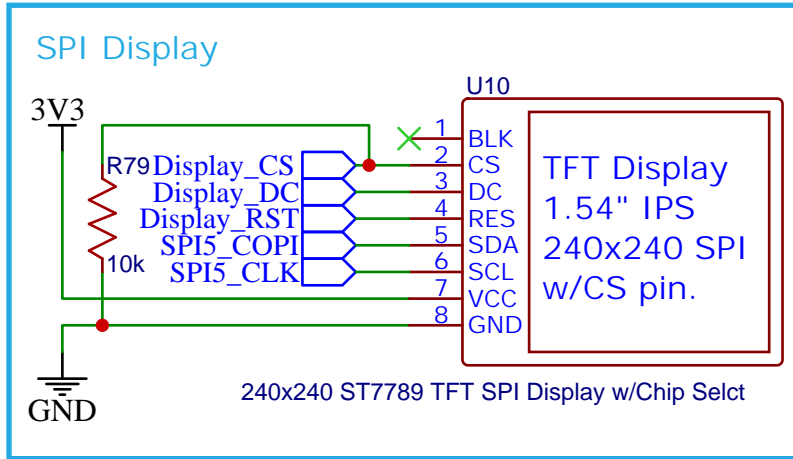 SPI Display
U10
3V3
R79
10k
Display_CS
Display_DC
Display_RST
SPI5_COPI
SPI5_CLK
1 BLK
2 CS
3 DC
4 RES
5 SDA
6 SCL
7 VCC
8 GND
TFT Display
1.54" IPS
240x240 SPI
w/CS pin.
GND
240x240 ST7789 TFT SPI Display w/Chip Selct